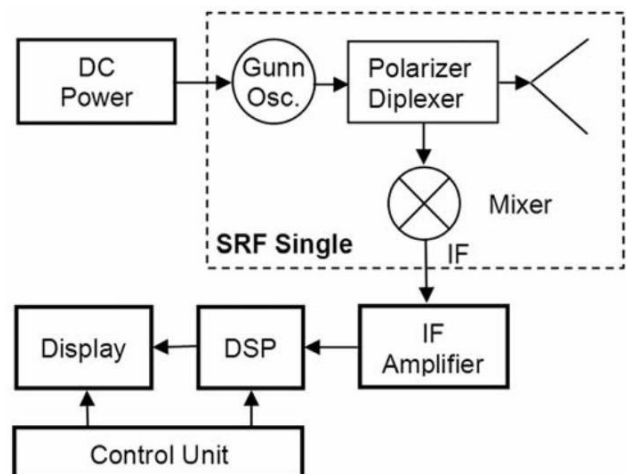 DC
Power
Gunn
Osc.
Polarizer
Diplexer
Mixer
SRF Single
IF
Display
DSP
IF
Amplifier
Control Unit